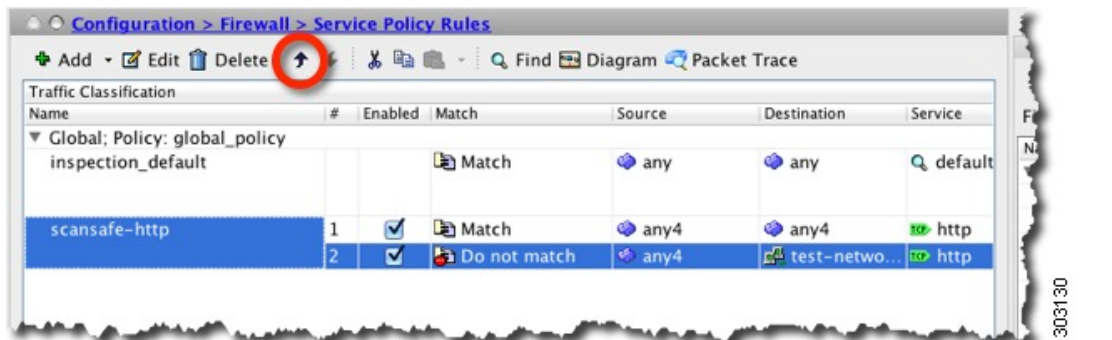 Configuration > Firewall > Service Policy Rules
Add Edit Delete Find Diagram Packet Trace
Traffic Classification
Name # Enabled Match Source Destination Service
Global; Policy: global_policy
inspection_default Match any any default
scansafe-http 1 Match any4 any4 TCP http
2 Do not match any4 test-netwo... TCP http
303130